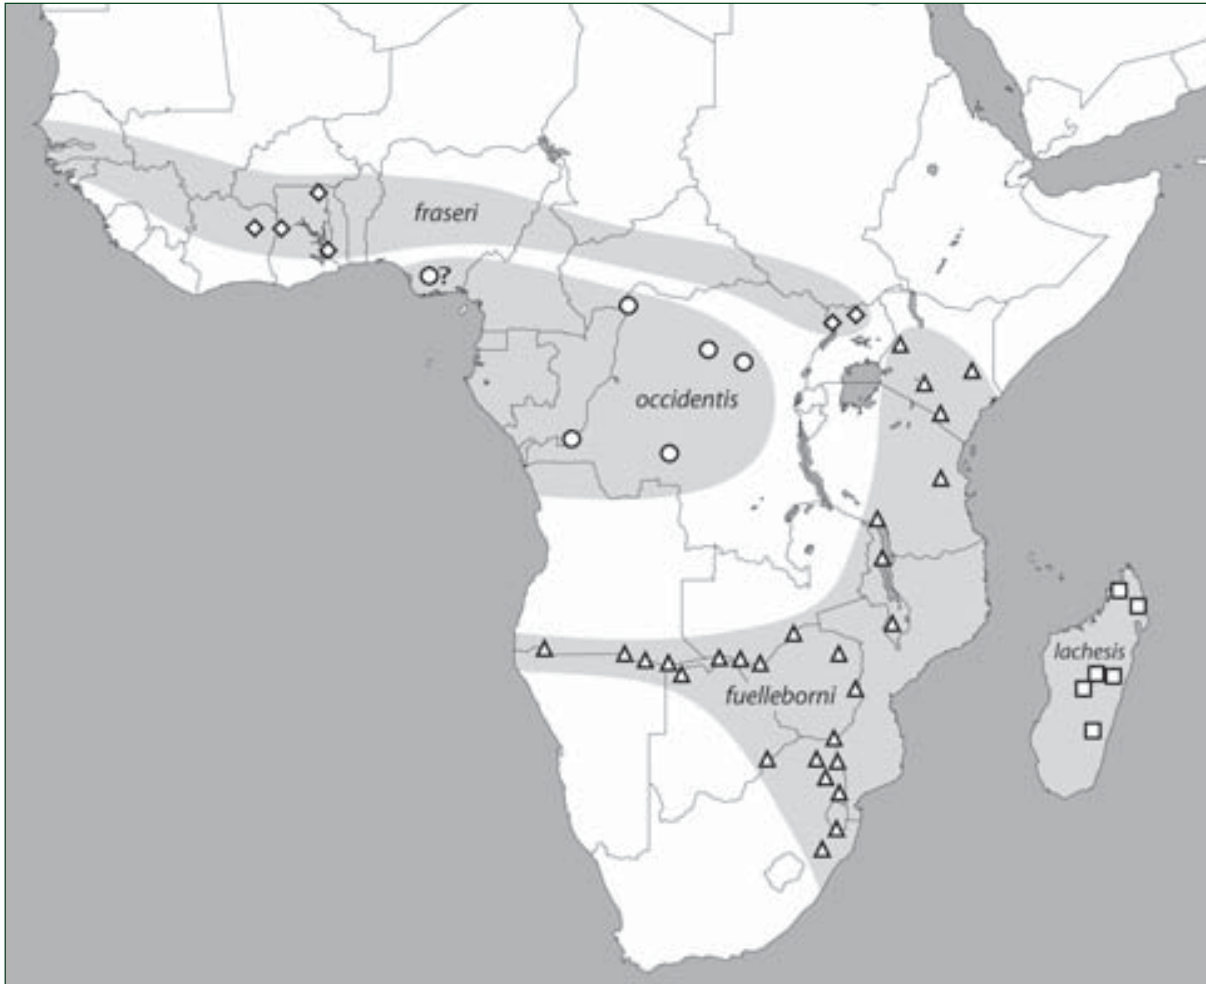 fraseri
?
occidentis
lachesis
fuelleborni